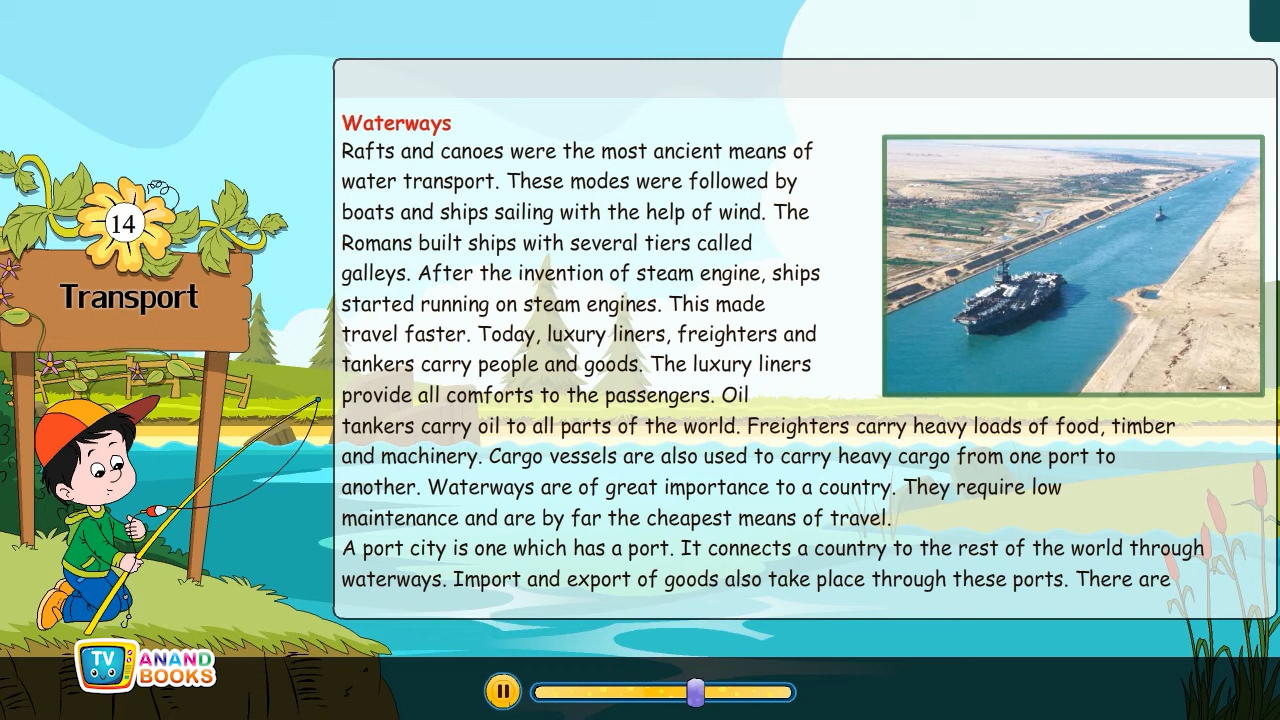 14
Transport
Waterways
Rafts and canoes were the most ancient means of
water transport. These modes were followed by
boats and ships sailing with the help of wind. The
Romans built ships with several tiers called
galleys. After the invention of steam engine, ships
started running on steam engines. This made
travel faster. Today, luxury liners, freighters and
tankers carry people and goods. The luxury liners
provide all comforts to the passengers. Oil
tankers carry oil to all parts of the world. Freighters carry heavy loads of food, timber
and machinery. Cargo vessels are also used to carry heavy cargo from one port to
another. Waterways are of great importance to a country. They require low
maintenance and are by far the cheapest means of travel.
A port city is one which has a port. It connects a country to the rest of the world through
waterways. Import and export of goods also take place through these ports. There are
TV ANAND
BOOKS